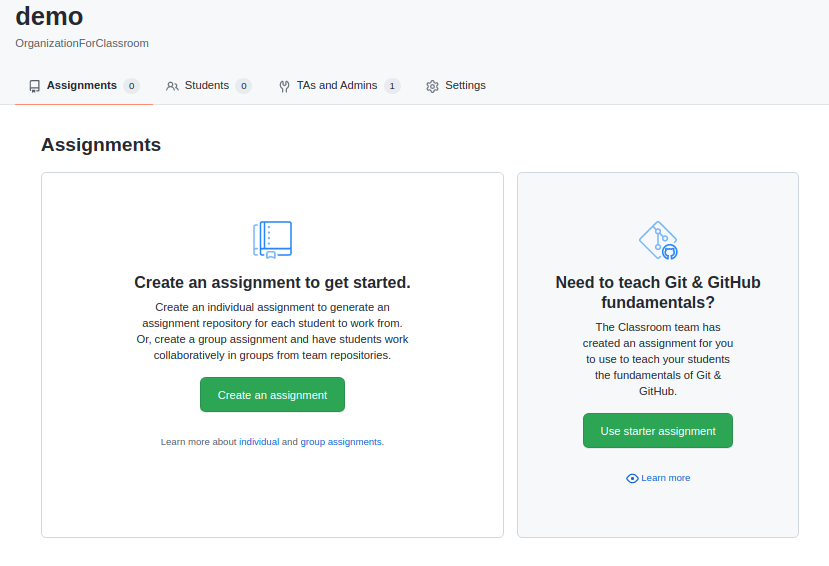 demo
OrganizationForClassroom
Assignments 0 Students 0 TAs and Admins 1 Settings
Assignments
Create an assignment to get started.
Create an individual assignment to generate an
assignment repository for each student to work from.
Or, create a group assignment and have students work
collaboratively in groups from team repositories.
Create an assignment
Learn more about individual and group assignments.
Need to teach Git & GitHub
fundamentals?
The Classroom team has
created an assignment for you
to use to teach your students
the fundamentals of Git &
GitHub.
Use starter assignment
Learn more